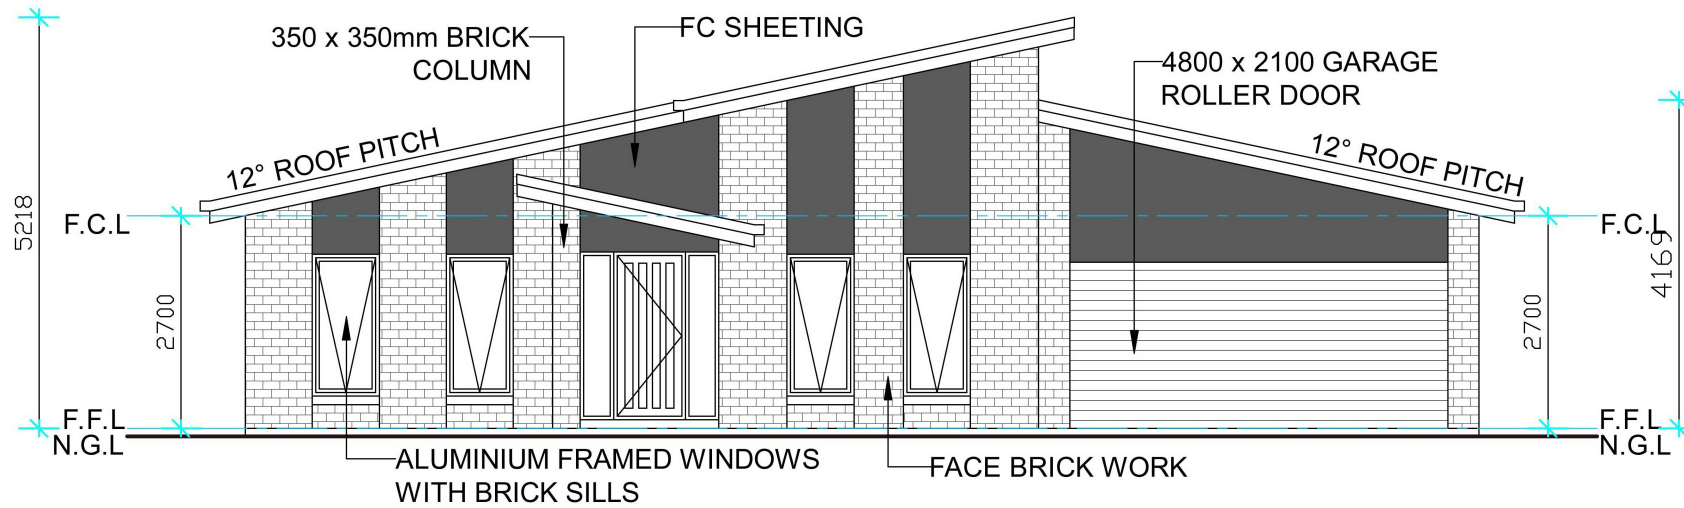 350 x 350mm BRICK
COLUMN
FC SHEETING
4800 x 2100 GARAGE
ROLLER DOOR
12° ROOF PITCH
12° ROOF PITCH
5218
F.C.L
F.C.L
4169
2700
2700
F.F.L
N.G.L
F.F.L
N.G.L
ALUMINIUM FRAMED WINDOWS
WITH BRICK SILLS
FACE BRICK WORK